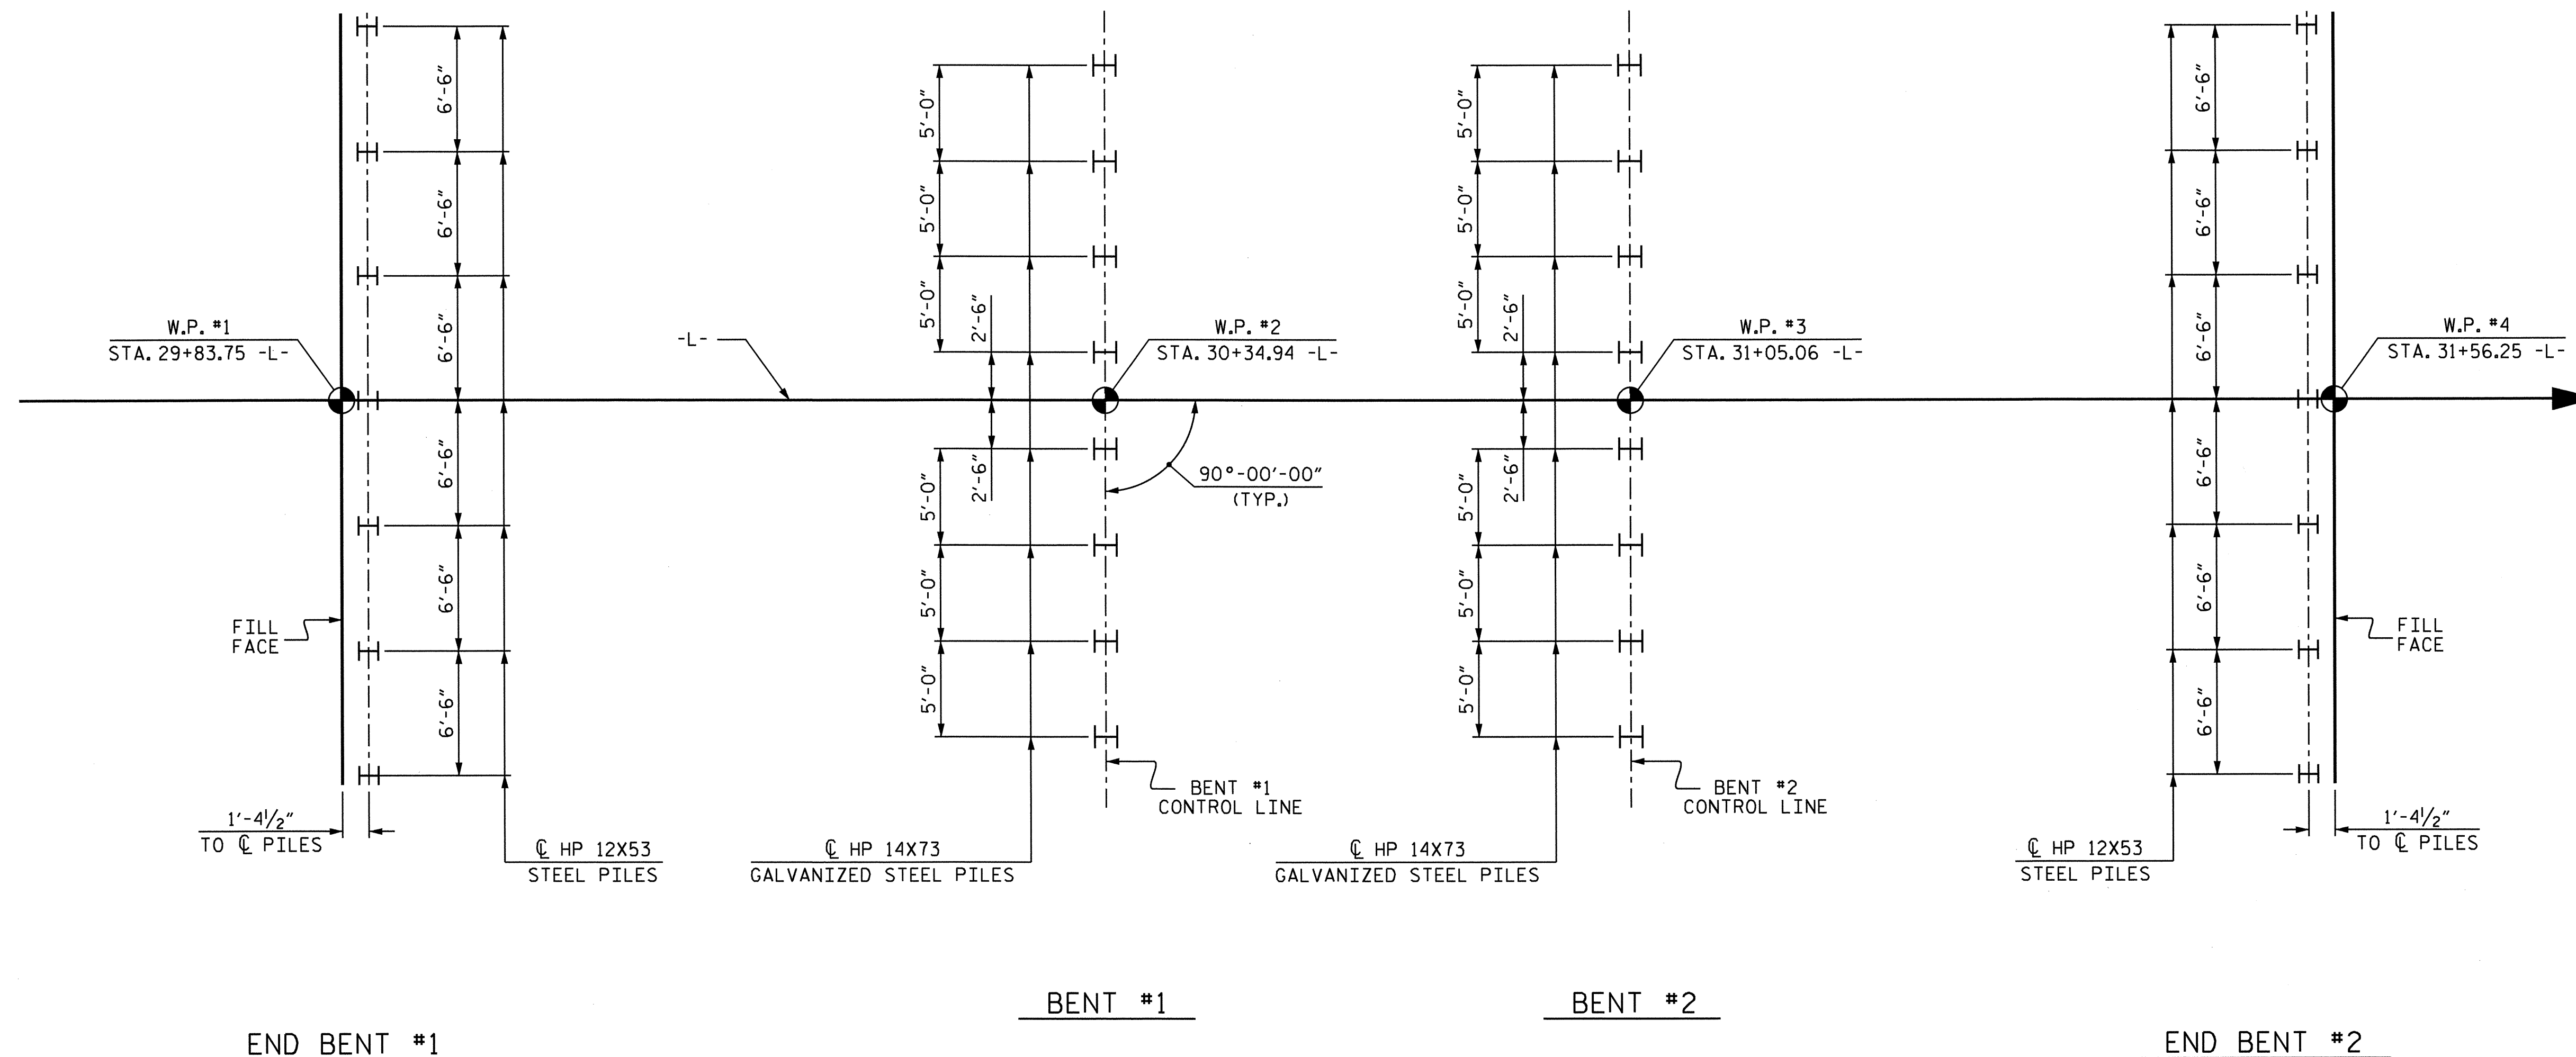 6'-6"
6'-6"
6'-6"
6'-6"
6'-6"
6'-6"
W.P. #1
STA. 29+83.75 -L-
FILL
FACE
1'-4½"
TO ℄ PILES
℄ HP 12X53
STEEL PILES
END BENT #1
-L-
5'-0"
5'-0"
5'-0"
2'-6"
2'-6"
5'-0"
5'-0"
5'-0"
W.P. #2
STA. 30+34.94 -L-
90°-00'-00"
(TYP.)
BENT #1
CONTROL LINE
℄ HP 14X73
GALVANIZED STEEL PILES
BENT #1
5'-0"
5'-0"
5'-0"
2'-6"
2'-6"
5'-0"
5'-0"
5'-0"
W.P. #3
STA. 31+05.06 -L-
BENT #2
CONTROL LINE
℄ HP 14X73
GALVANIZED STEEL PILES
BENT #2
6'-6"
6'-6"
6'-6"
6'-6"
6'-6"
6'-6"
W.P. #4
STA. 31+56.25 -L-
FILL
FACE
1'-4½"
TO ℄ PILES
℄ HP 12X53
STEEL PILES
END BENT #2